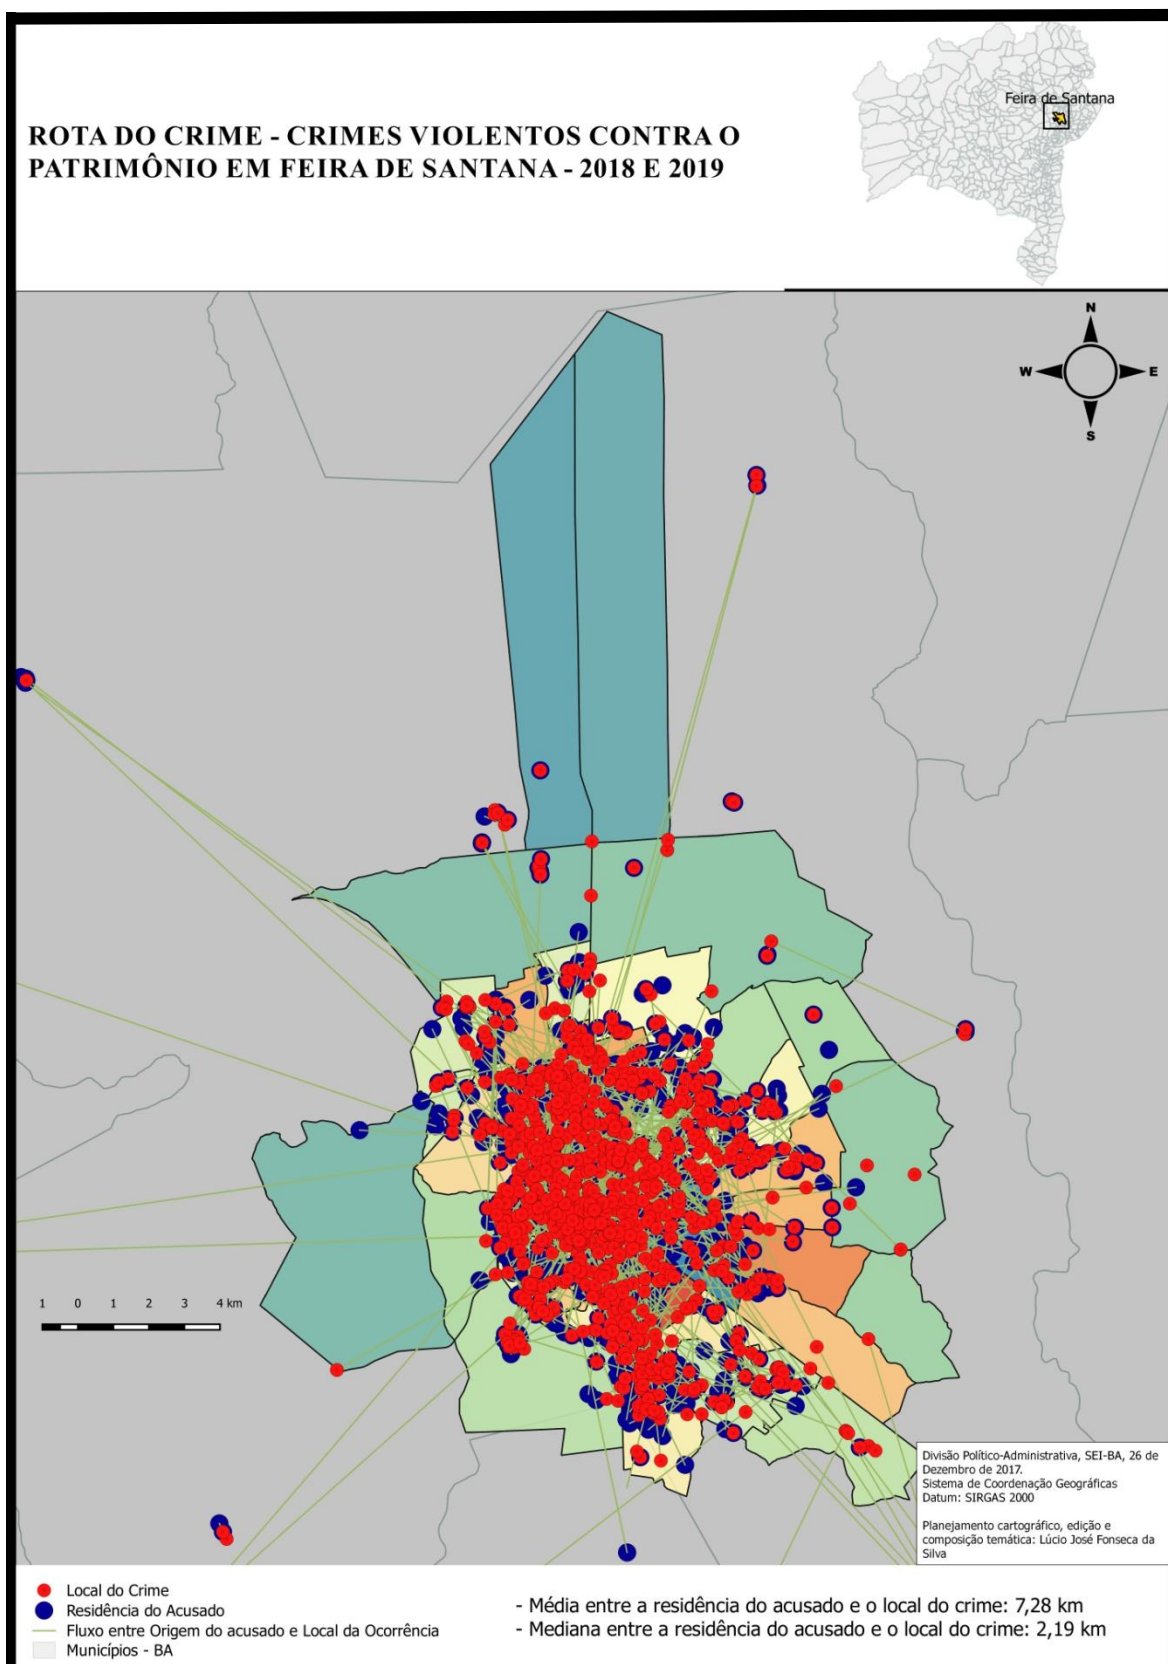 ROTA DO CRIME - CRIMES VIOLENTOS CONTRA O
PATRIMÔNIO EM FEIRA DE SANTANA - 2018 E 2019
Feira de Santana
N
W
E
S
1 0 1 2 3 4 km
Divisão Político-Administrativa, SEI-BA, 26 de
Dezembro de 2017.
Sistema de Coordenação Geográficas
Datum: SIRGAS 2000
Planejamento cartográfico, edição e
composição temática: Lúcio José Fonseca da
Silva
Local do Crime
Residência do Acusado
Fluxo entre Origem do acusado e Local da Ocorrência
Municípios - BA
- Média entre a residência do acusado e o local do crime: 7,28 km
- Mediana entre a residência do acusado e o local do crime: 2,19 km